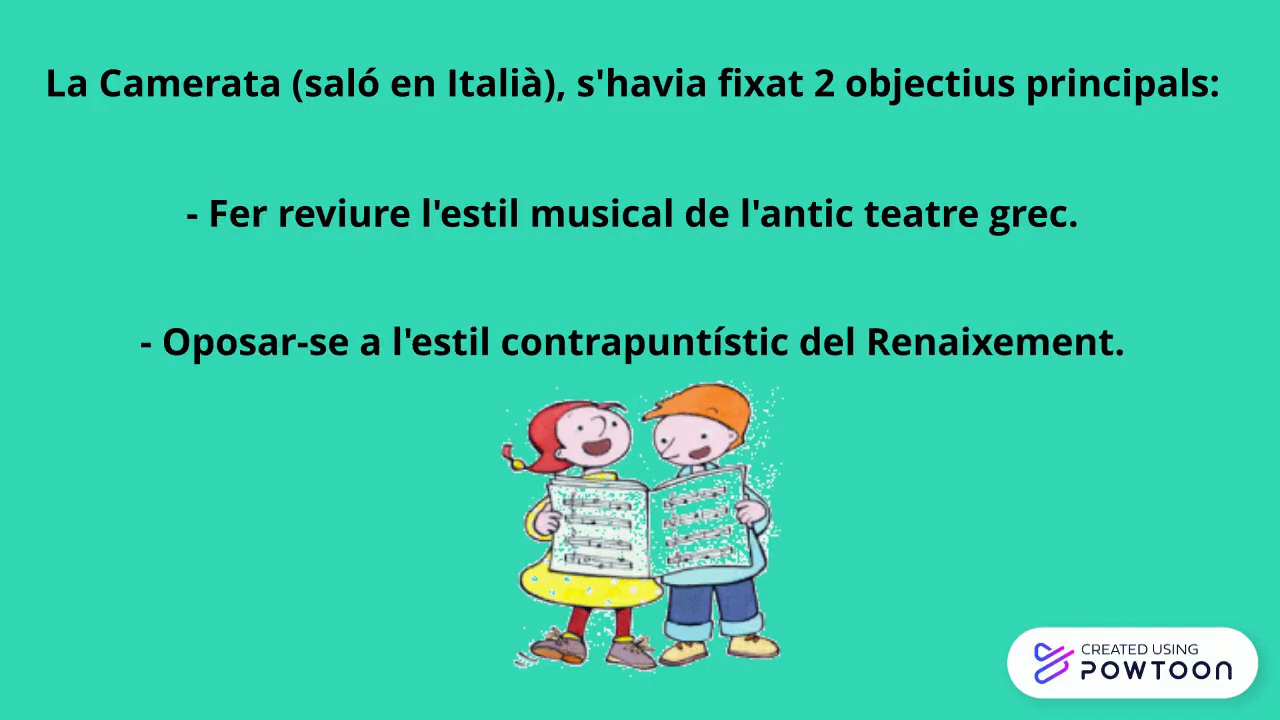 La Camerata (saló en Italià), s'havia fixat 2 objectius principals:
- Fer reviure l'estil musical de l'antic teatre grec.
- Oposar-se a l'estil contrapuntístic del Renaixement.
CREATED USING
POWTOON